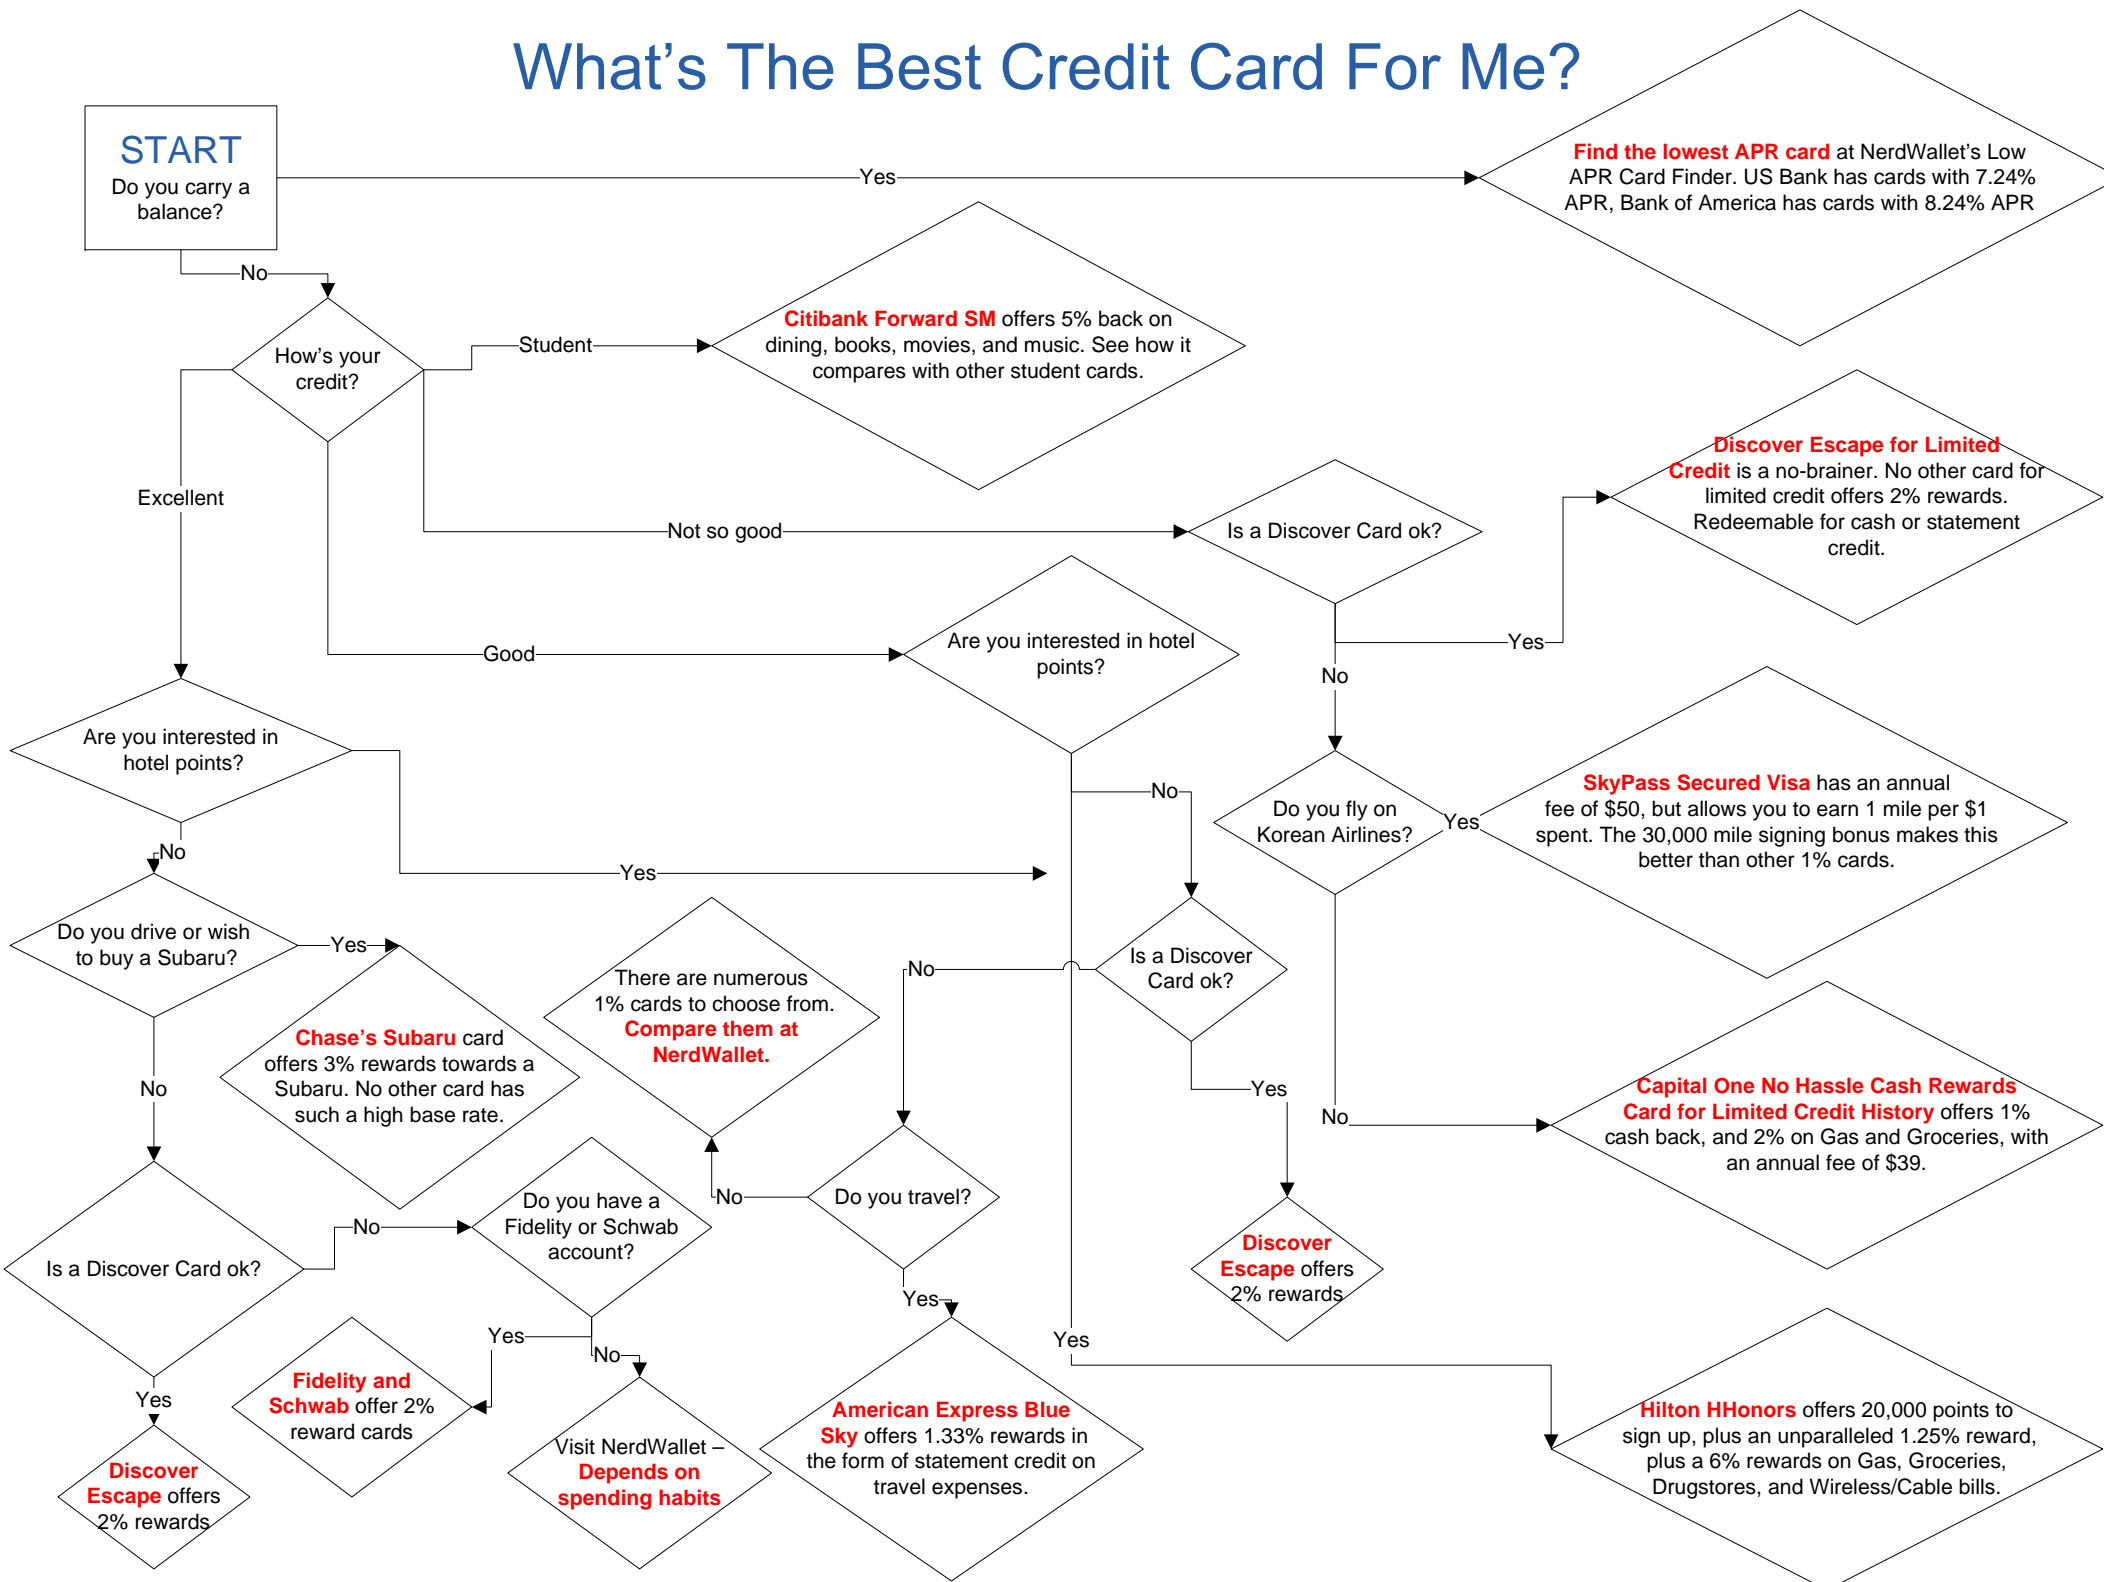 What's The Best Credit Card For Me?
START
Do you carry a
balance?
Yes
Find the lowest APR card at NerdWallet's Low
APR Card Finder. US Bank has cards with 7.24%
APR, Bank of America has cards with 8.24% APR
No
How's your
credit?
Student
Citibank Forward SM offers 5% back on
dining, books, movies, and music. See how it
compares with other student cards.
Excellent
Not so good
Is a Discover Card ok?
Discover Escape for Limited
Credit is a no-brainer. No other card for
limited credit offers 2% rewards.
Redeemable for cash or statement
credit.
Good
Are you interested in hotel
points?
Yes
No
Are you interested in
hotel points?
No
Do you fly on
Korean Airlines?
Yes
SkyPass Secured Visa has an annual
fee of $50, but allows you to earn 1 mile per $1
spent. The 30,000 mile signing bonus makes this
better than other 1% cards.
No
Yes
Do you drive or wish
to buy a Subaru?
Yes
There are numerous
1% cards to choose from.
Compare them at
NerdWallet.
No
Is a Discover
Card ok?
Chase's Subaru card
offers 3% rewards towards a
Subaru. No other card has
such a high base rate.
No
Yes
No
Capital One No Hassle Cash Rewards
Card for Limited Credit History offers 1%
cash back, and 2% on Gas and Groceries, with
an annual fee of $39.
Do you have a
Fidelity or Schwab
account?
No
Do you travel?
No
Is a Discover Card ok?
Discover
Escape offers
2% rewards
Yes
Yes
No
Yes
Yes
Fidelity and
Schwab offer 2%
reward cards
Visit NerdWallet –
Depends on
spending habits
American Express Blue
Sky offers 1.33% rewards in
the form of statement credit on
travel expenses.
Hilton HHonors offers 20,000 points to
sign up, plus an unparalleled 1.25% reward,
plus a 6% rewards on Gas, Groceries,
Drugstores, and Wireless/Cable bills.
Discover
Escape offers
2% rewards